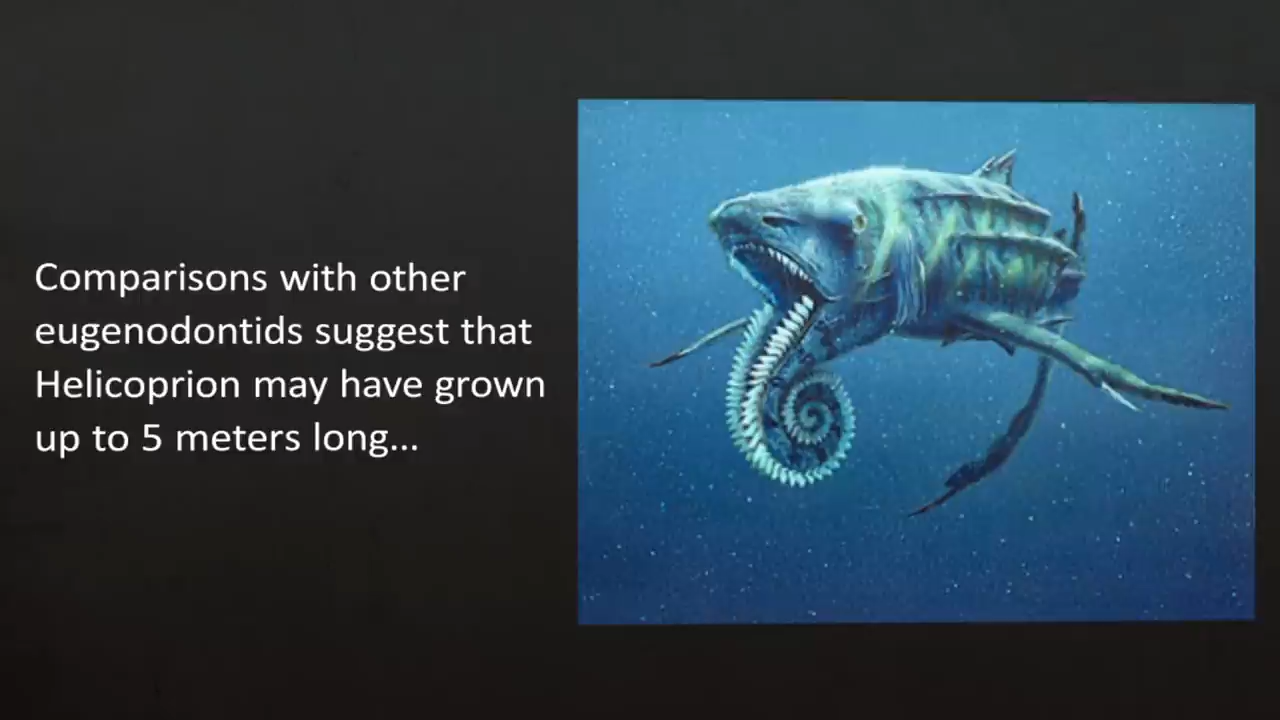 Comparisons with other
eugenodontids suggest that
Helicoprion may have grown
up to 5 meters long...